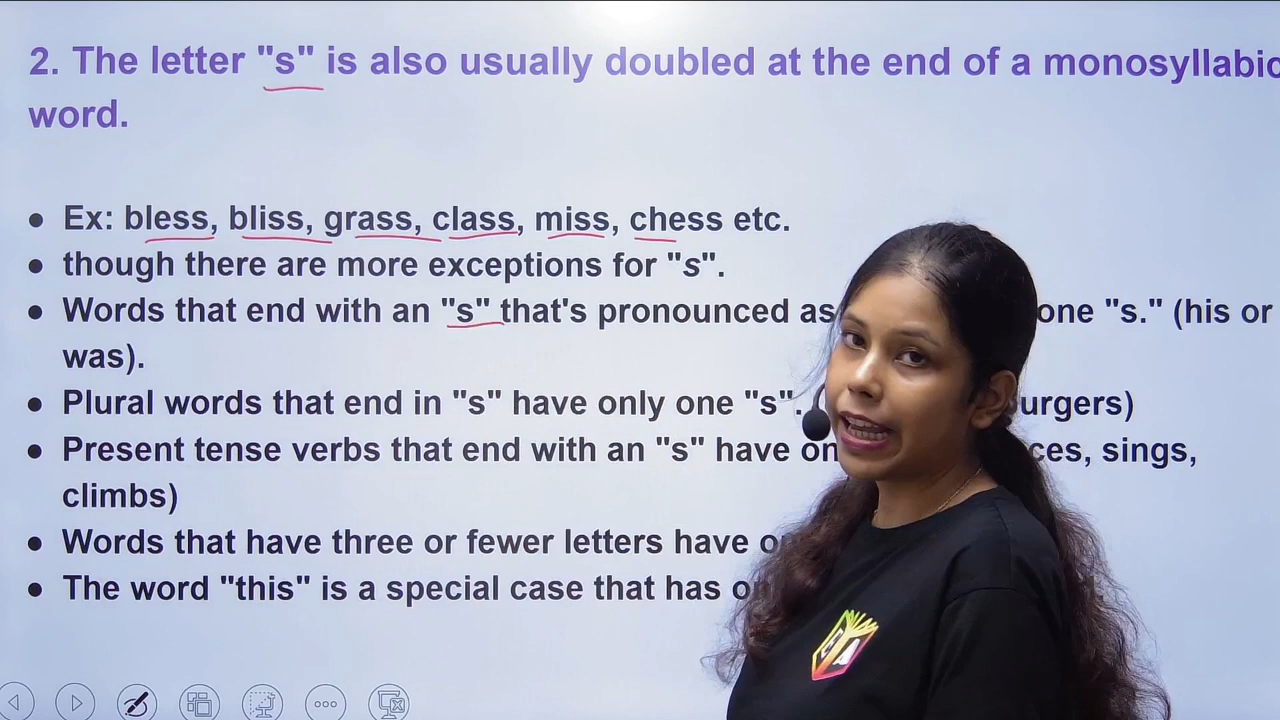 2. The letter "s" is also usually doubled at the end of a monosyllabic
word.
● Ex: bless, bliss, grass, class, miss, chess etc.
● though there are more exceptions for "s".
● Words that end with an "s" that's pronounced as one "s." (his or
was).
● Plural words that end in "s" have only one "s".
● Present tense verbs that end with an "s" have sings,
climbs)
● Words that have three or fewer letters have
● The word "this" is a special case that has